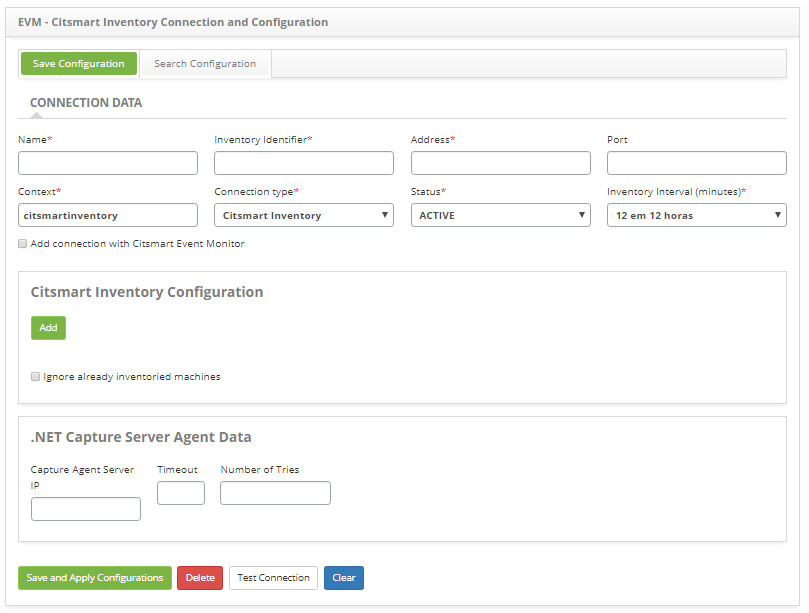 EVM - Citsmart Inventory Connection and Configuration
Save Configuration
Search Configuration
CONNECTION DATA
Name*
Inventory Identifier*
Address*
Port
Context*
Connection type*
Status*
Inventory Interval (minutes)*
citsmartinventory
Citsmart Inventory
ACTIVE
12 em 12 horas
Add connection with Citsmart Event Monitor
Citsmart Inventory Configuration
Add
Ignore already inventoried machines
.NET Capture Server Agent Data
Capture Agent Server
IP
Timeout
Number of Tries
Save and Apply Configurations
Delete
Test Connection
Clear